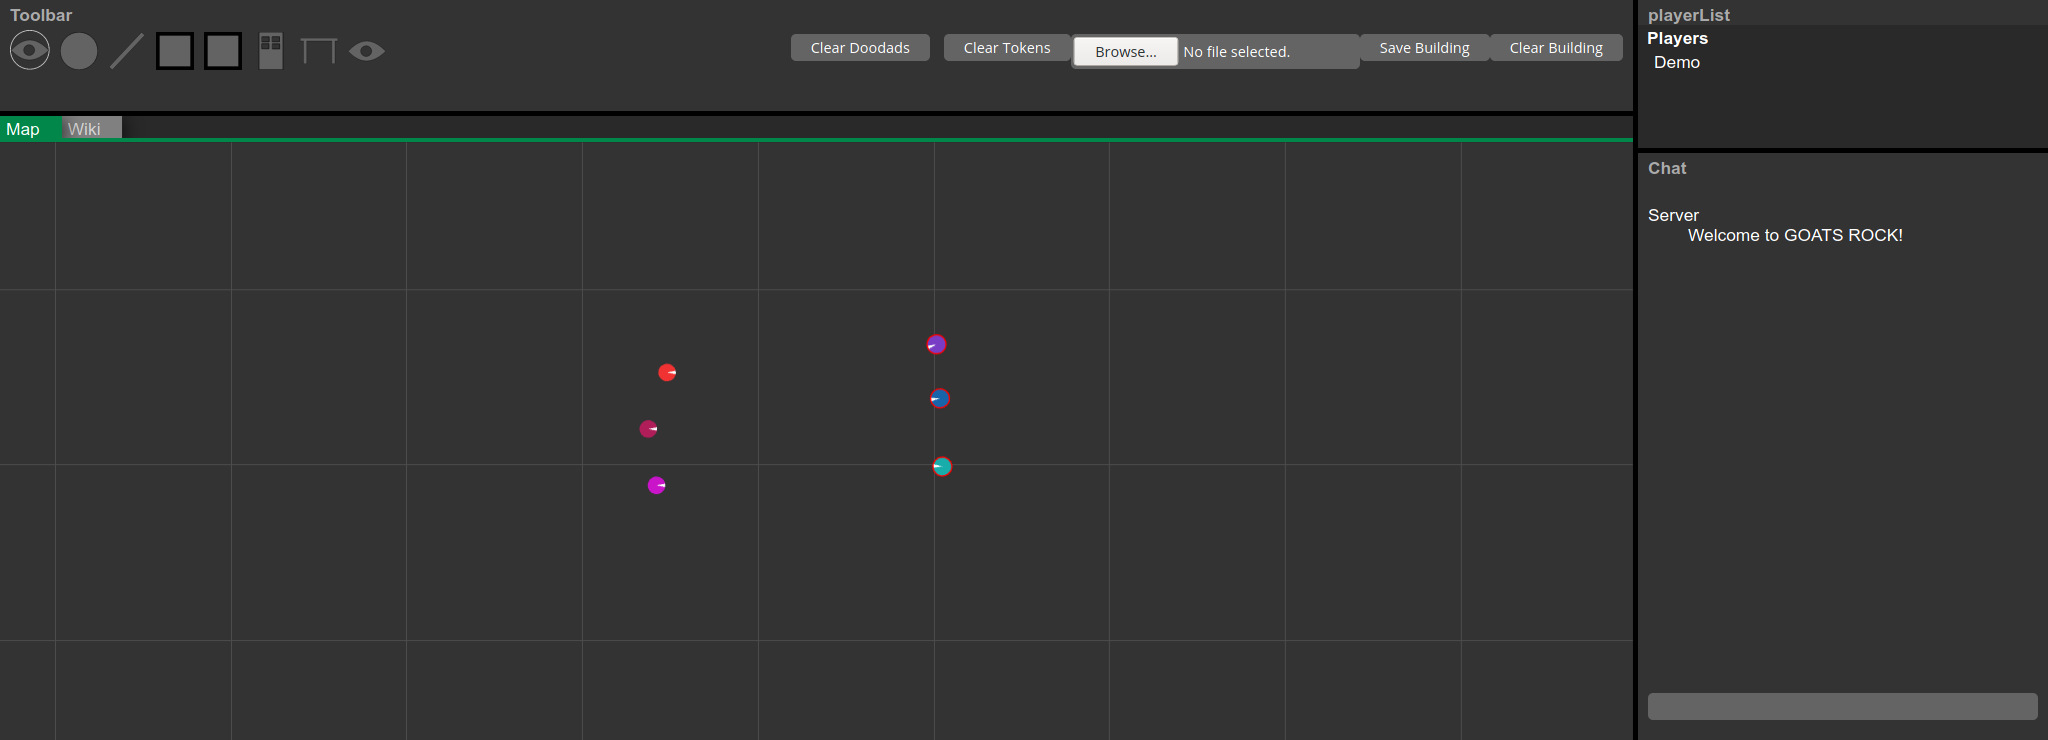 Toolbar
Clear Doodads
Clear Tokens
Browse...
No file selected.
Save Building
Clear Building
Map
Wiki
playerList
Players
Demo
Chat
Server
Welcome to GOATS ROCK!